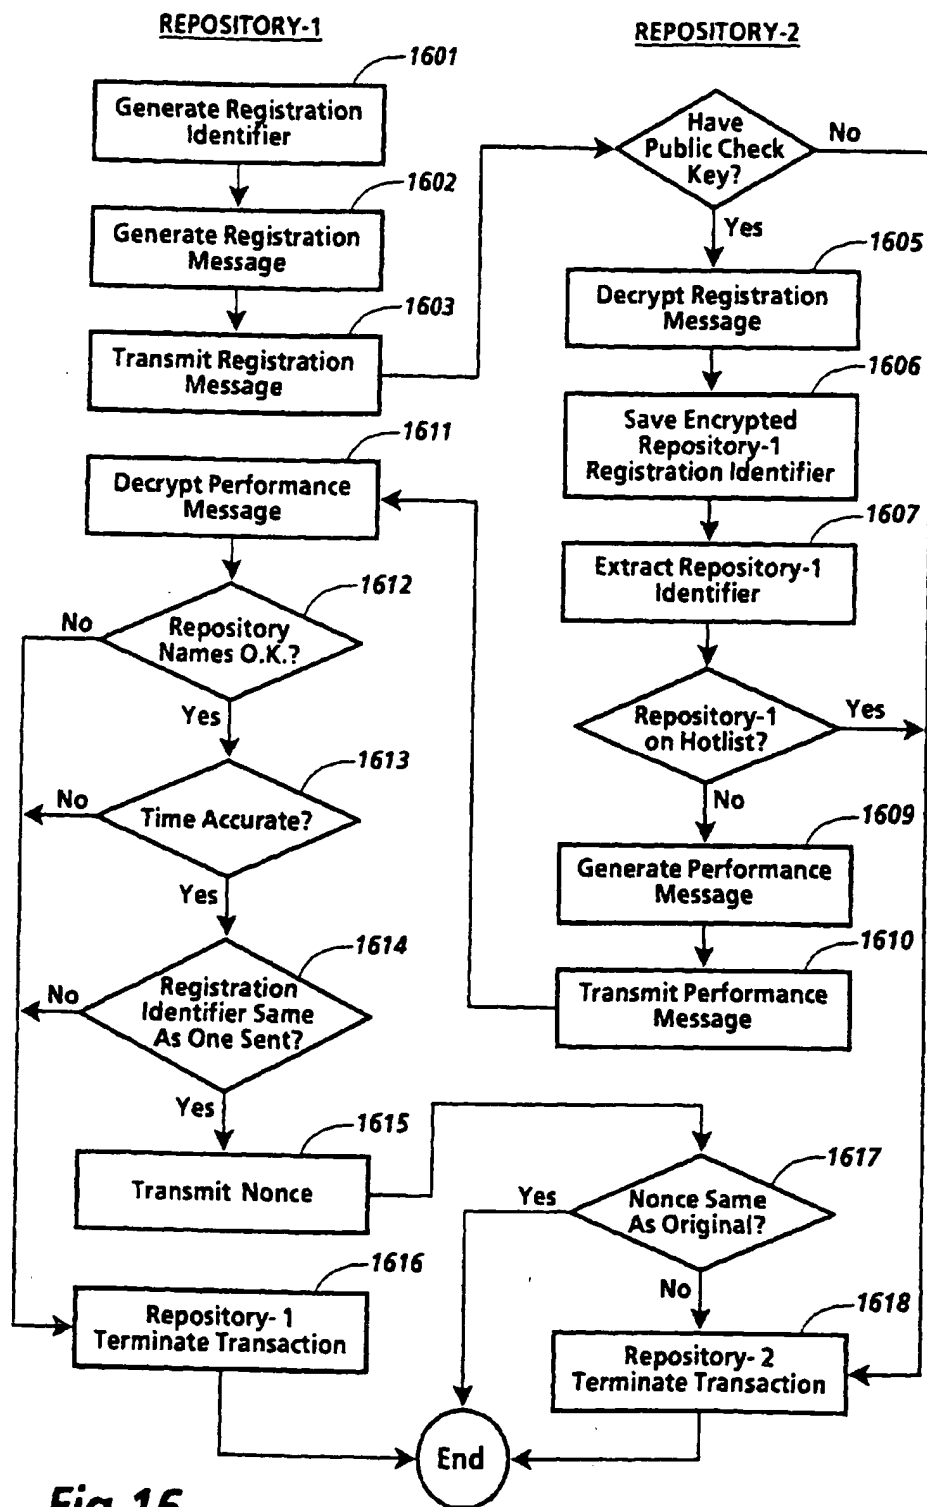 REPOSITORY-1
1601
Generate Registration
Identifier
1602
Generate Registration
Message
1603
Transmit Registration
Message
1611
Decrypt Performance
Message
1612
Repository
Names O.K.?
No
Yes
1613
Time Accurate?
No
Yes
1614
Registration
Identifier Same
As One Sent?
No
Yes
1615
Transmit Nonce
1616
Repository- 1
Terminate Transaction
REPOSITORY-2
Have
Public Check
Key?
No
Yes
1605
Decrypt Registration
Message
1606
Save Encrypted
Repository-1
Registration Identifier
1607
Extract Repository-1
Identifier
Repository-1
on Hotlist?
Yes
No
1609
Generate Performance
Message
1610
Transmit Performance
Message
1617
Nonce Same
As Original?
Yes
No
1618
Repository- 2
Terminate Transaction
End
Fig.16